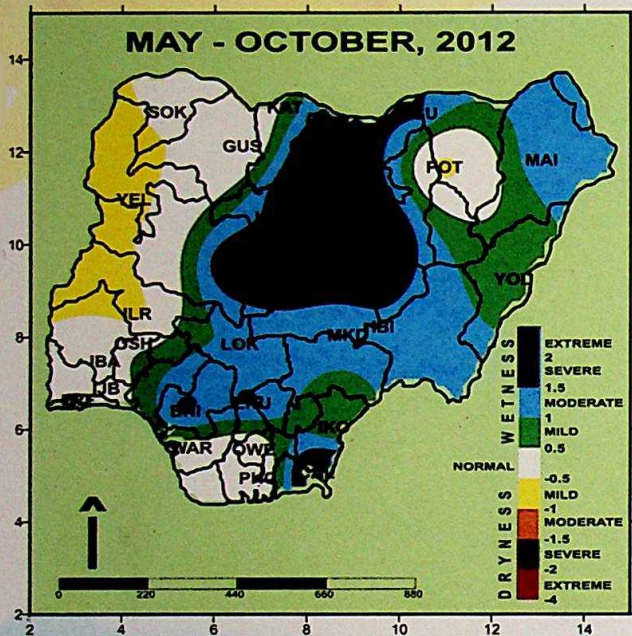 MAY - OCTOBER, 2012
14
12
10
8
6
4
2
2
4
6
8
10
12
14
SOK
KAT
GUS
U
POT
MAI
YEL
YOL
ILR
OSH
LOK
MKD
IBI
IBA
IJB
BNI
ENU
IKO
WAR
OWE
PKC
CAL
0
220
440
660
880
WETNESS
EXTREME
2
SEVERE
1.5
MODERATE
1
MILD
0.5
NORMAL
-0.5
MILD
-1
MODERATE
-1.5
SEVERE
-2
EXTREME
-4
DRYNESS